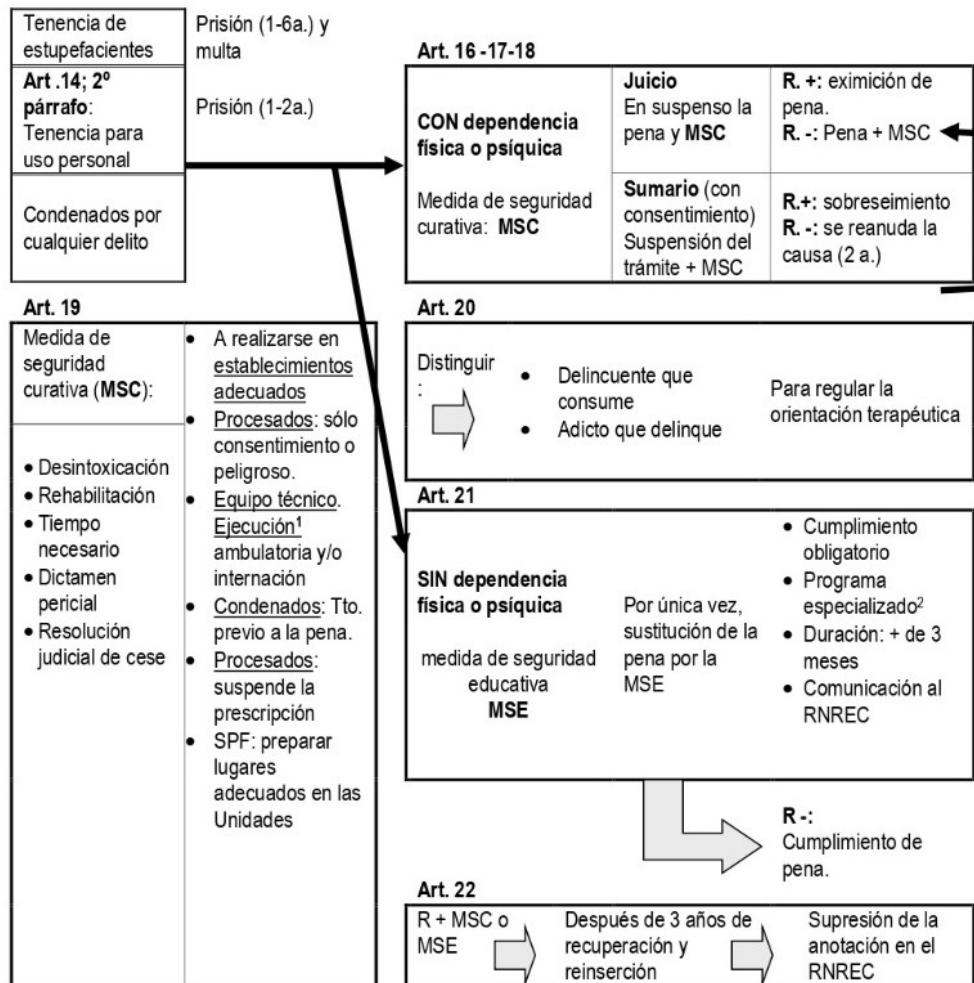 Tenencia de
estupefacientes
Prisión (1-6a.) y
multa
Art .14; 2º
párrafo:
Tenencia para
uso personal
Prisión (1-2a.)
Condenados por
cualquier delito
Art. 16 -17-18
CON dependencia
física o psíquica
Medida de seguridad
curativa: MSC
Juicio
En suspenso la
pena y MSC
R. +: eximición de
pena.
R. -: Pena + MSC
Sumario (con
consentimiento)
Suspensión del
trámite + MSC
R.+: sobreseimiento
R. -: se reanuda la
causa (2 a.)
Art. 19
Medida de
seguridad
curativa (MSC):
• Desintoxicación
• Rehabilitación
• Tiempo
necesario
• Dictamen
pericial
• Resolución
judicial de cese
• A realizarse en
establecimientos
adecuados
• Procesados: sólo
consentimiento o
peligroso.
• Equipo técnico.
Ejecución¹
ambulatoria y/o
internación
• Condenados: Tto.
previo a la pena.
• Procesados:
suspende la
prescripción
• SPF: preparar
lugares
adecuados en las
Unidades
Art. 20
Distinguir
:
• Delincuente que
consume
• Adicto que delinque
Para regular la
orientación terapéutica
Art. 21
SIN dependencia
física o psíquica
medida de seguridad
educativa
MSE
Por única vez,
sustitución de la
pena por la
MSE
• Cumplimiento
obligatorio
• Programa
especializado²
• Duración: + de 3
meses
• Comunicación al
RNREC
R -:
Cumplimiento de
pena.
Art. 22
R + MSC o
MSE
Después de 3 años de
recuperación y
reinserción
Supresión de la
anotación en el
RNREC